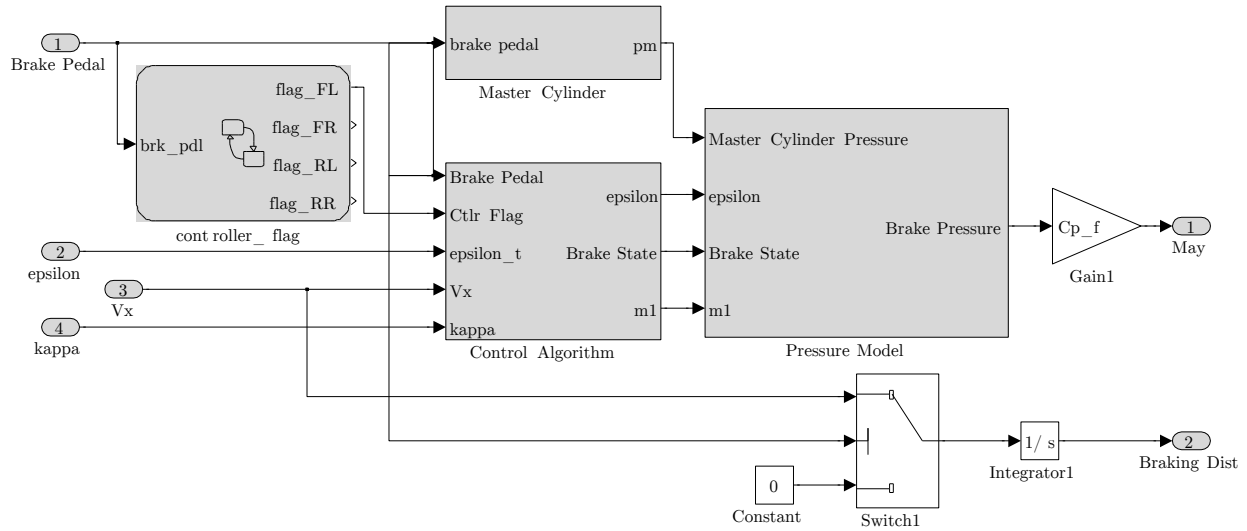 1
Brake Pedal
brk_pdl
flag_FL
flag_FR
flag_RL
flag_RR
cont roller_ flag
brake pedal
pm
Master Cylinder
2
epsilon
3
Vx
4
kappa
Brake Pedal
Ctlr Flag
epsilon_t
Vx
kappa
epsilon
Brake State
m1
Control Algorithm
Master Cylinder Pressure
epsilon
Brake State
m1
Brake Pressure
Pressure Model
Cp_f
Gain1
1
May
0
Constant
Switch1
1/ s
Integrator1
2
Braking Dist